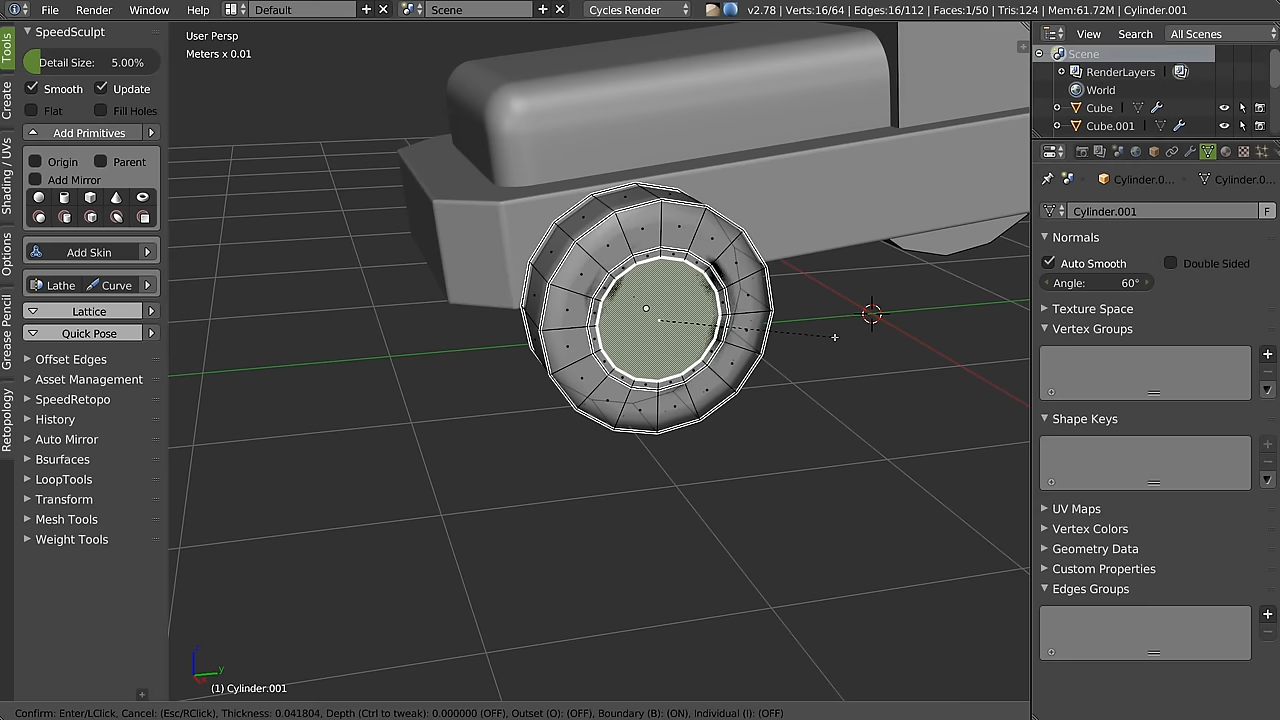 File Render Window Help Default Scene Cycles Render v2.78 | Verts:16/64 | Edges:16/112 | Faces:1/50 | Tris:124 | Mem:61.72M | Cylinder.001
Tools
Create
Shading / UVs
Options
Grease Pencil
Retopology
SpeedSculpt
Detail Size: 5.00%
Smooth Update
Flat Fill Holes
Add Primitives
Origin Parent
Add Mirror
Add Skin
Lathe Curve
Lattice
Quick Pose
Offset Edges
Asset Management
SpeedRetopo
History
Auto Mirror
Bsurfaces
LoopTools
Transform
Mesh Tools
Weight Tools
User Persp
Meters x 0.01
z
y
(1) Cylinder.001
View Search All Scenes
Scene
RenderLayers
World
Cube
Cube.001
Cylinder.0... Cylinder.0...
Cylinder.001 F
Normals
Auto Smooth Double Sided
Angle: 60°
Texture Space
Vertex Groups
Shape Keys
UV Maps
Vertex Colors
Geometry Data
Custom Properties
Edges Groups
Confirm: Enter/LClick, Cancel: (Esc/RClick), Thickness: 0.041804, Depth (Ctrl to tweak): 0.000000 (OFF), Outset (O): (OFF), Boundary (B): (ON), Individual (I): (OFF)